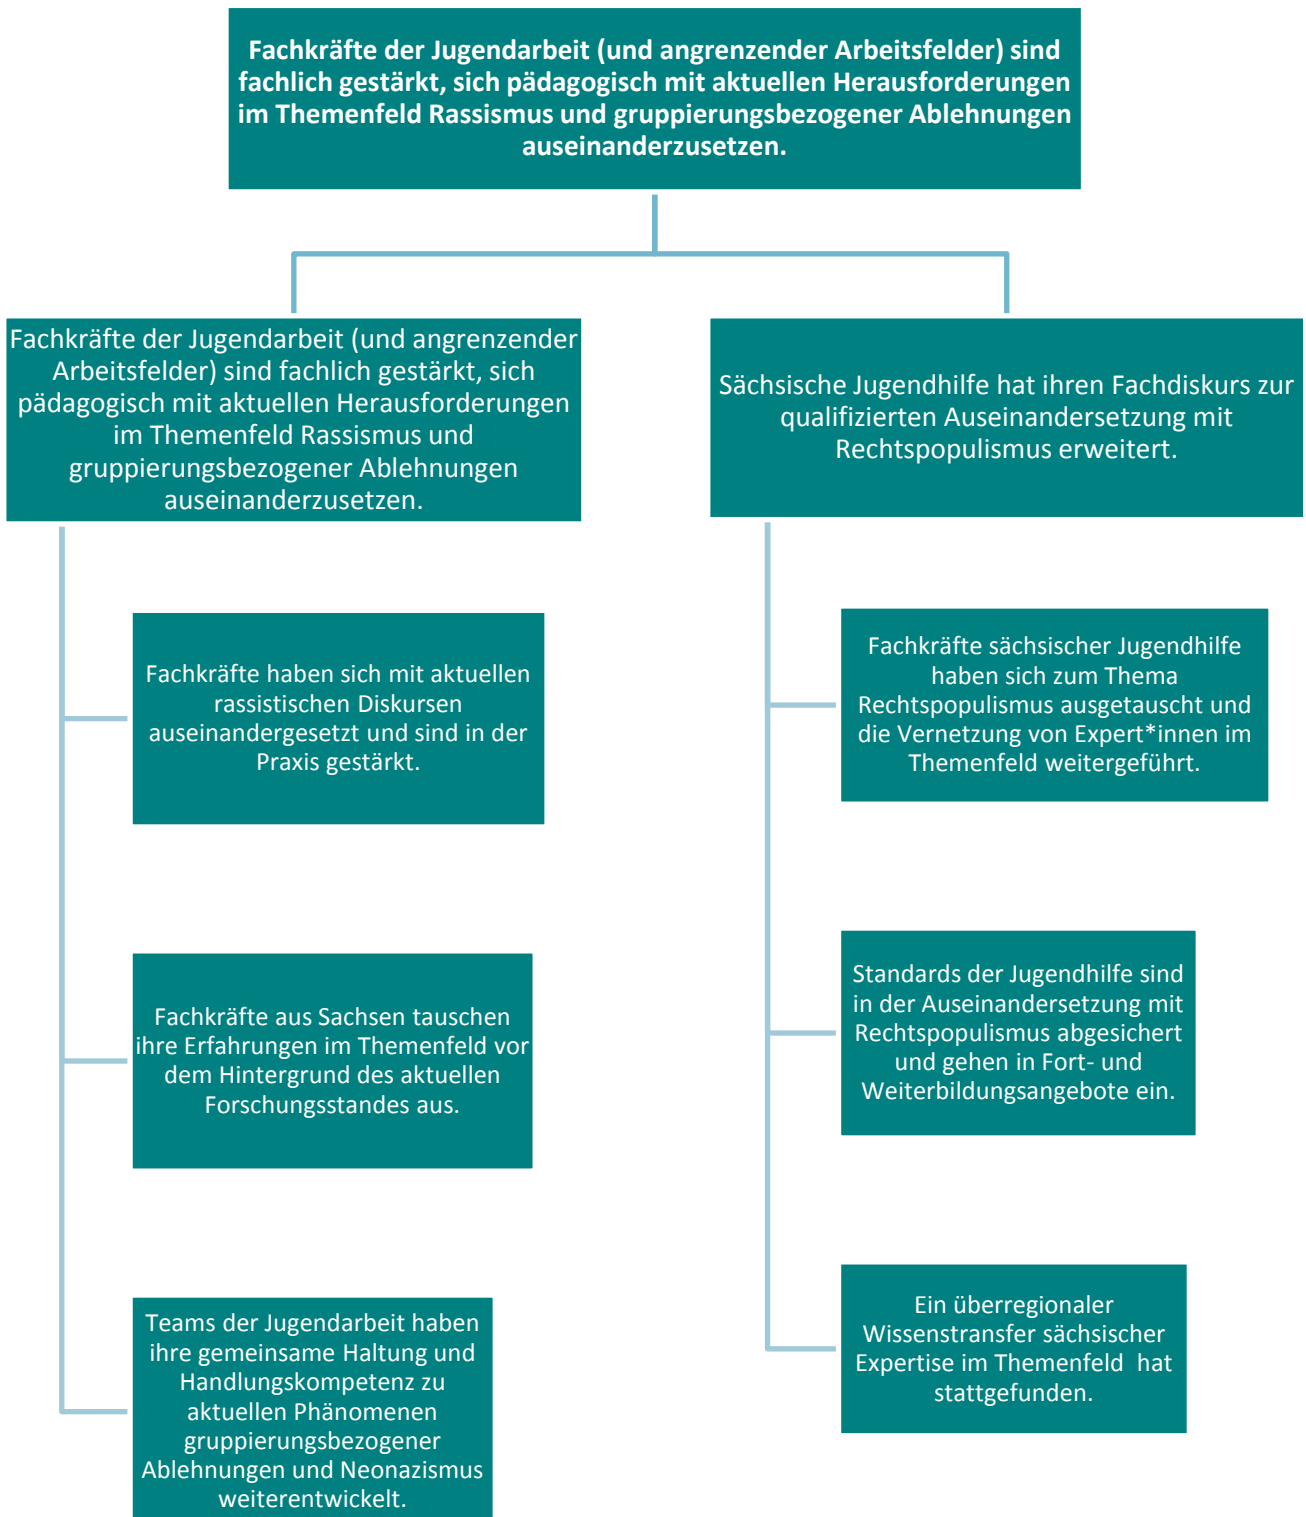 Fachkräfte der Jugendarbeit (und angrenzender Arbeitsfelder) sind
fachlich gestärkt, sich pädagogisch mit aktuellen Herausforderungen
im Themenfeld Rassismus und gruppierungsbezogener Ablehnungen
auseinanderzusetzen.
Fachkräfte der Jugendarbeit (und angrenzender
Arbeitsfelder) sind fachlich gestärkt, sich
pädagogisch mit aktuellen Herausforderungen
im Themenfeld Rassismus und
gruppierungsbezogener Ablehnungen
auseinanderzusetzen.
Fachkräfte haben sich mit aktuellen
rassistischen Diskursen
auseinandergesetzt und sind in der
Praxis gestärkt.
Fachkräfte aus Sachsen tauschen
ihre Erfahrungen im Themenfeld vor
dem Hintergrund des aktuellen
Forschungsstandes aus.
Teams der Jugendarbeit haben
ihre gemeinsame Haltung und
Handlungskompetenz zu
aktuellen Phänomenen
gruppierungsbezogener
Ablehnungen und Neonazismus
weiterentwickelt.
Sächsische Jugendhilfe hat ihren Fachdiskurs zur
qualifizierten Auseinandersetzung mit
Rechtspopulismus erweitert.
Fachkräfte sächsischer Jugendhilfe
haben sich zum Thema
Rechtspopulismus ausgetauscht und
die Vernetzung von Expert*innen im
Themenfeld weitergeführt.
Standards der Jugendhilfe sind
in der Auseinandersetzung mit
Rechtspopulismus abgesichert
und gehen in Fort- und
Weiterbildungsangebote ein.
Ein überregionaler
Wissenstransfer sächsischer
Expertise im Themenfeld  hat
stattgefunden.